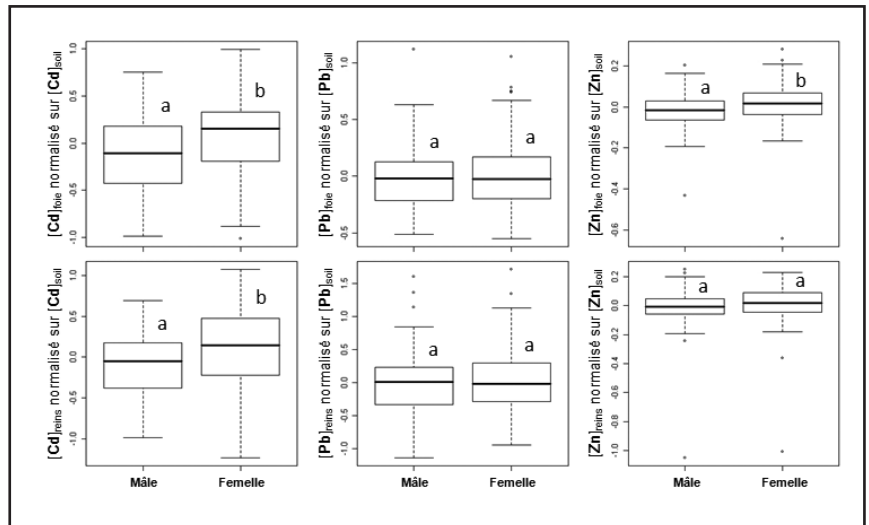 [Cd]foie normalisé sur [Cd]soil
1.0
0.5
0.0
-0.5
-1.0
a
b
[Pb]foie normalisé sur [Pb]soil
1.0
0.5
0.0
-0.5
a
a
[Zn]foie normalisé sur [Zn]soil
0.2
0.0
-0.2
-0.4
-0.6
a
b
[Cd]reins normalisé sur [Cd]soil
1.0
0.5
0.0
-0.5
-1.0
a
b
Mâle
Femelle
[Pb]reins normalisé sur [Pb]soil
1.5
1.0
0.5
0.0
-0.5
-1.0
a
a
Mâle
Femelle
[Zn]reins normalisé sur [Zn]soil
0.2
0.0
-0.2
-0.4
-0.6
-0.8
-1.0
a
a
Mâle
Femelle